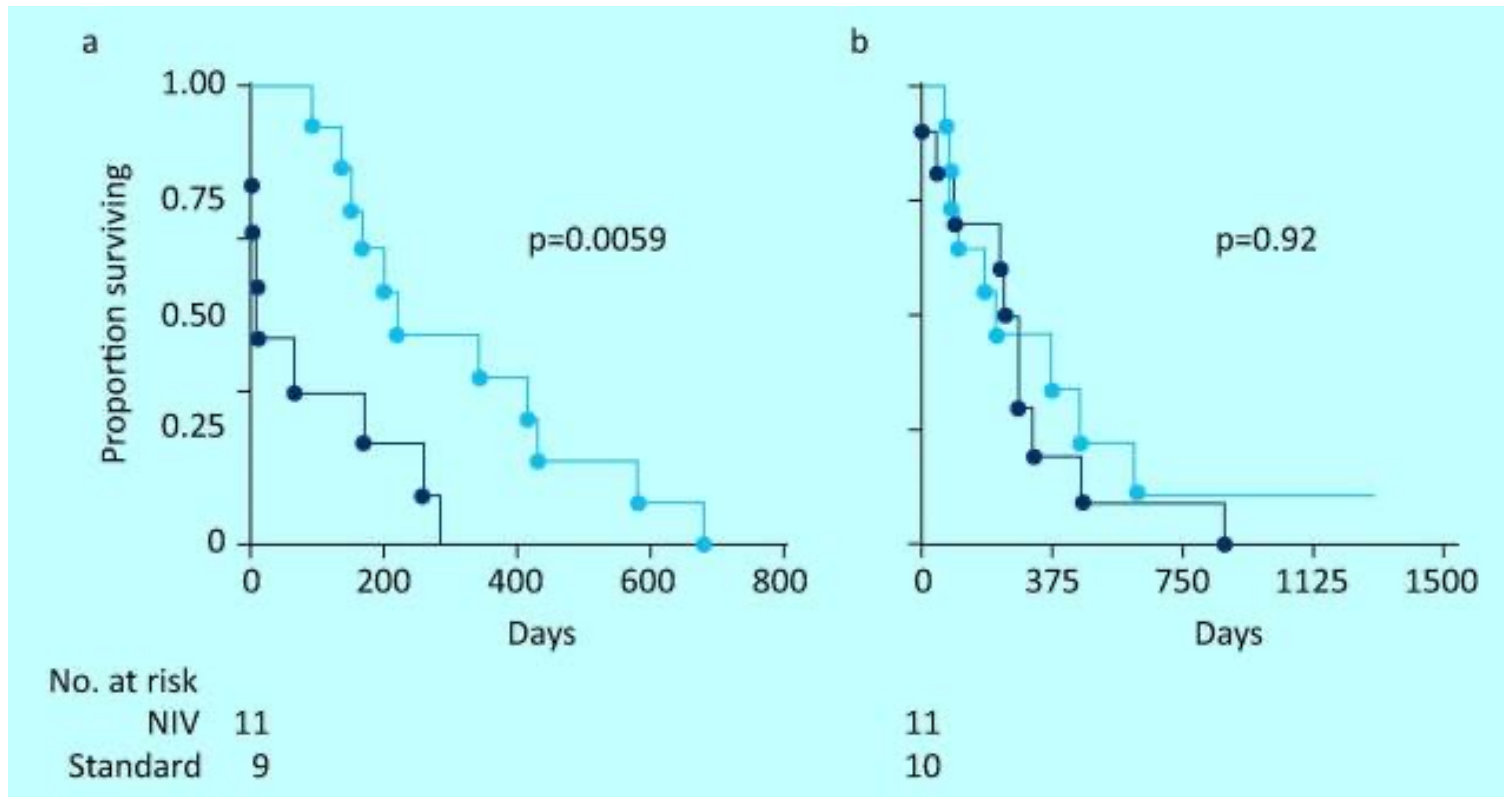 a
b
1.00
0.75
0.50
0.25
0
Proportion surviving
p=0.0059
p=0.92
0 200 400 600 800
0 375 750 1125 1500
Days
Days
No. at risk
NIV 11 11
Standard 9 10